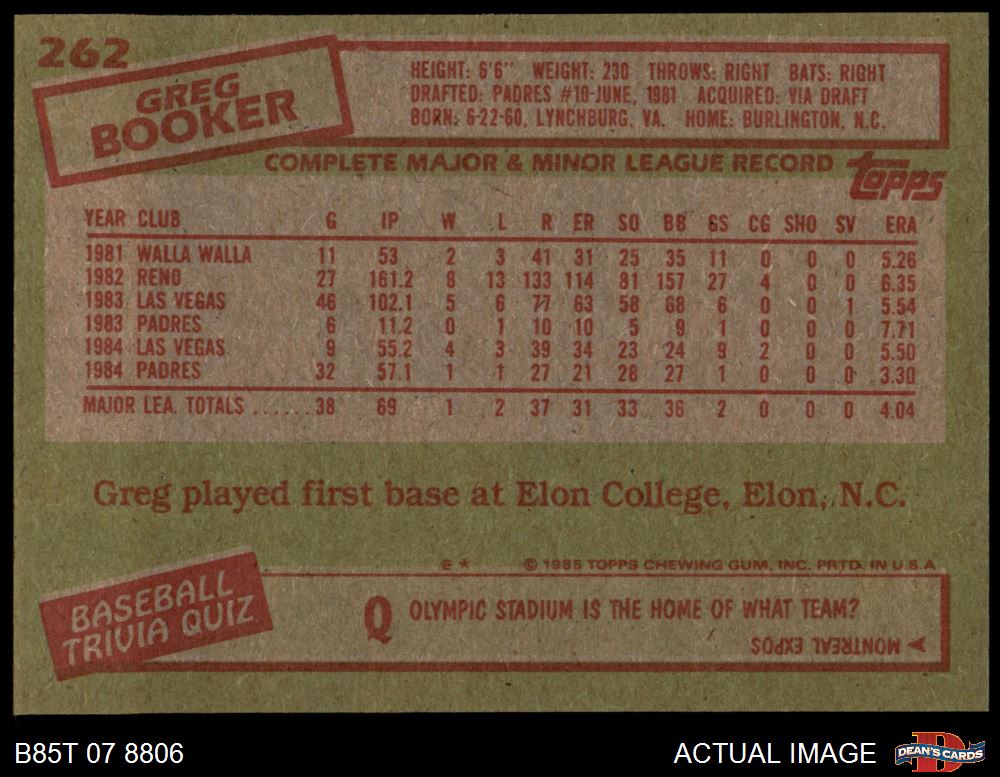 262
GREG
BOOKER
HEIGHT: 6'6" WEIGHT: 230 THROWS: RIGHT BATS: RIGHT
DRAFTED: PADRES #10-JUNE, 1981 ACQUIRED: VIA DRAFT
BORN: 6-22-60, LYNCHBURG, VA. HOME: BURLINGTON, N.C.
COMPLETE MAJOR & MINOR LEAGUE RECORD
topps
YEAR CLUB G IP W L R ER SO BB GS CG SHO SV ERA
1981 WALLA WALLA 11 53 2 3 41 31 25 35 11 0 0 0 5.26
1982 RENO 27 161.2 8 13 133 114 81 157 27 4 0 0 6.35
1983 LAS VEGAS 46 102.1 5 6 77 63 58 68 6 0 0 1 5.54
1983 PADRES 6 11.2 0 1 10 10 5 9 1 0 0 0 7.71
1984 LAS VEGAS 9 55.2 4 3 39 34 23 24 9 2 0 0 5.50
1984 PADRES 32 57.1 1 1 27 21 28 27 1 0 0 0 3.30
MAJOR LEA. TOTALS ......38 69 1 2 37 31 33 36 2 0 0 0 4.04
Greg played first base at Elon College, Elon, N.C.
E * © 1985 TOPPS CHEWING GUM, INC. PRTD. IN U.S.A.
BASEBALL
TRIVIA QUIZ
Q OLYMPIC STADIUM IS THE HOME OF WHAT TEAM?
MONTREAL EXPOS
B85T 07 8806
ACTUAL IMAGE
DEAN'S CARDS